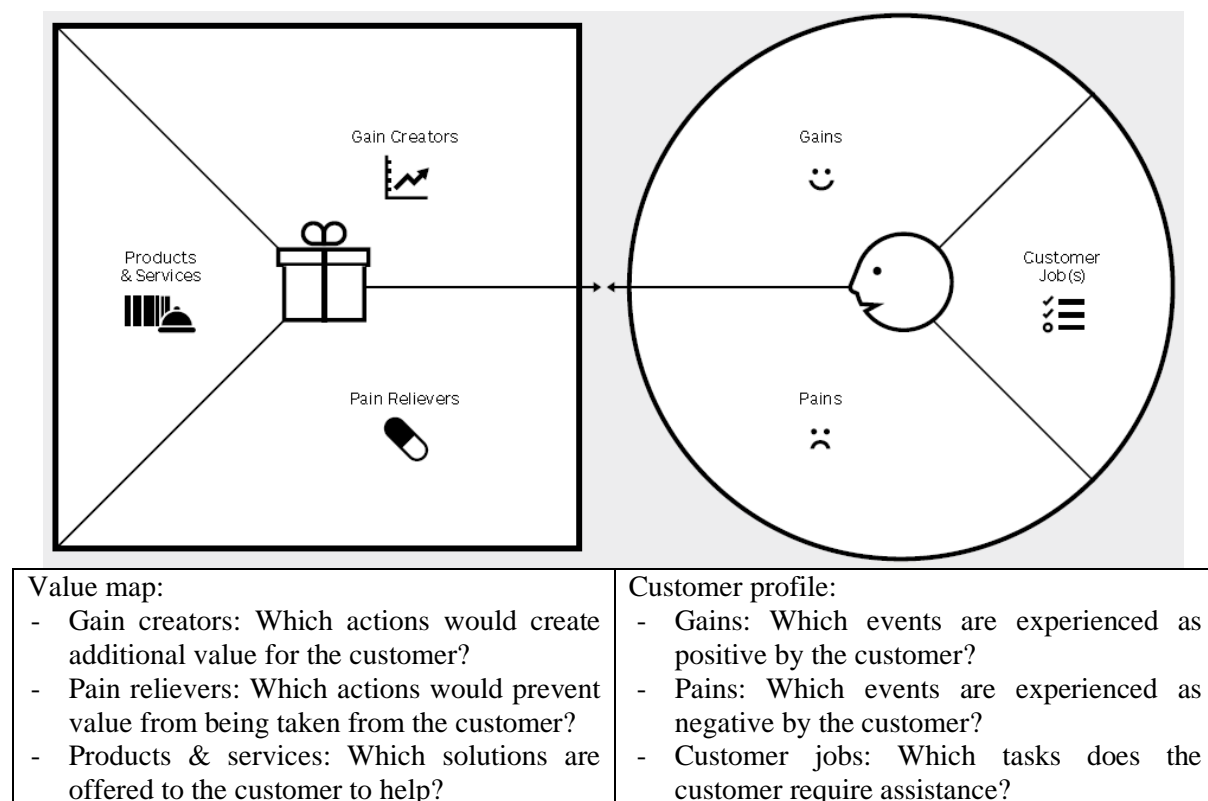 Gain Creators
Gains
Products
& Services
Customer
Job(s)
Pain Relievers
Pains
Value map:
- Gain creators: Which actions would create
additional value for the customer?
- Pain relievers: Which actions would prevent
value from being taken from the customer?
- Products & services: Which solutions are
offered to the customer to help?
Customer profile:
- Gains: Which events are experienced as
positive by the customer?
- Pains: Which events are experienced as
negative by the customer?
- Customer jobs: Which tasks does the
customer require assistance?